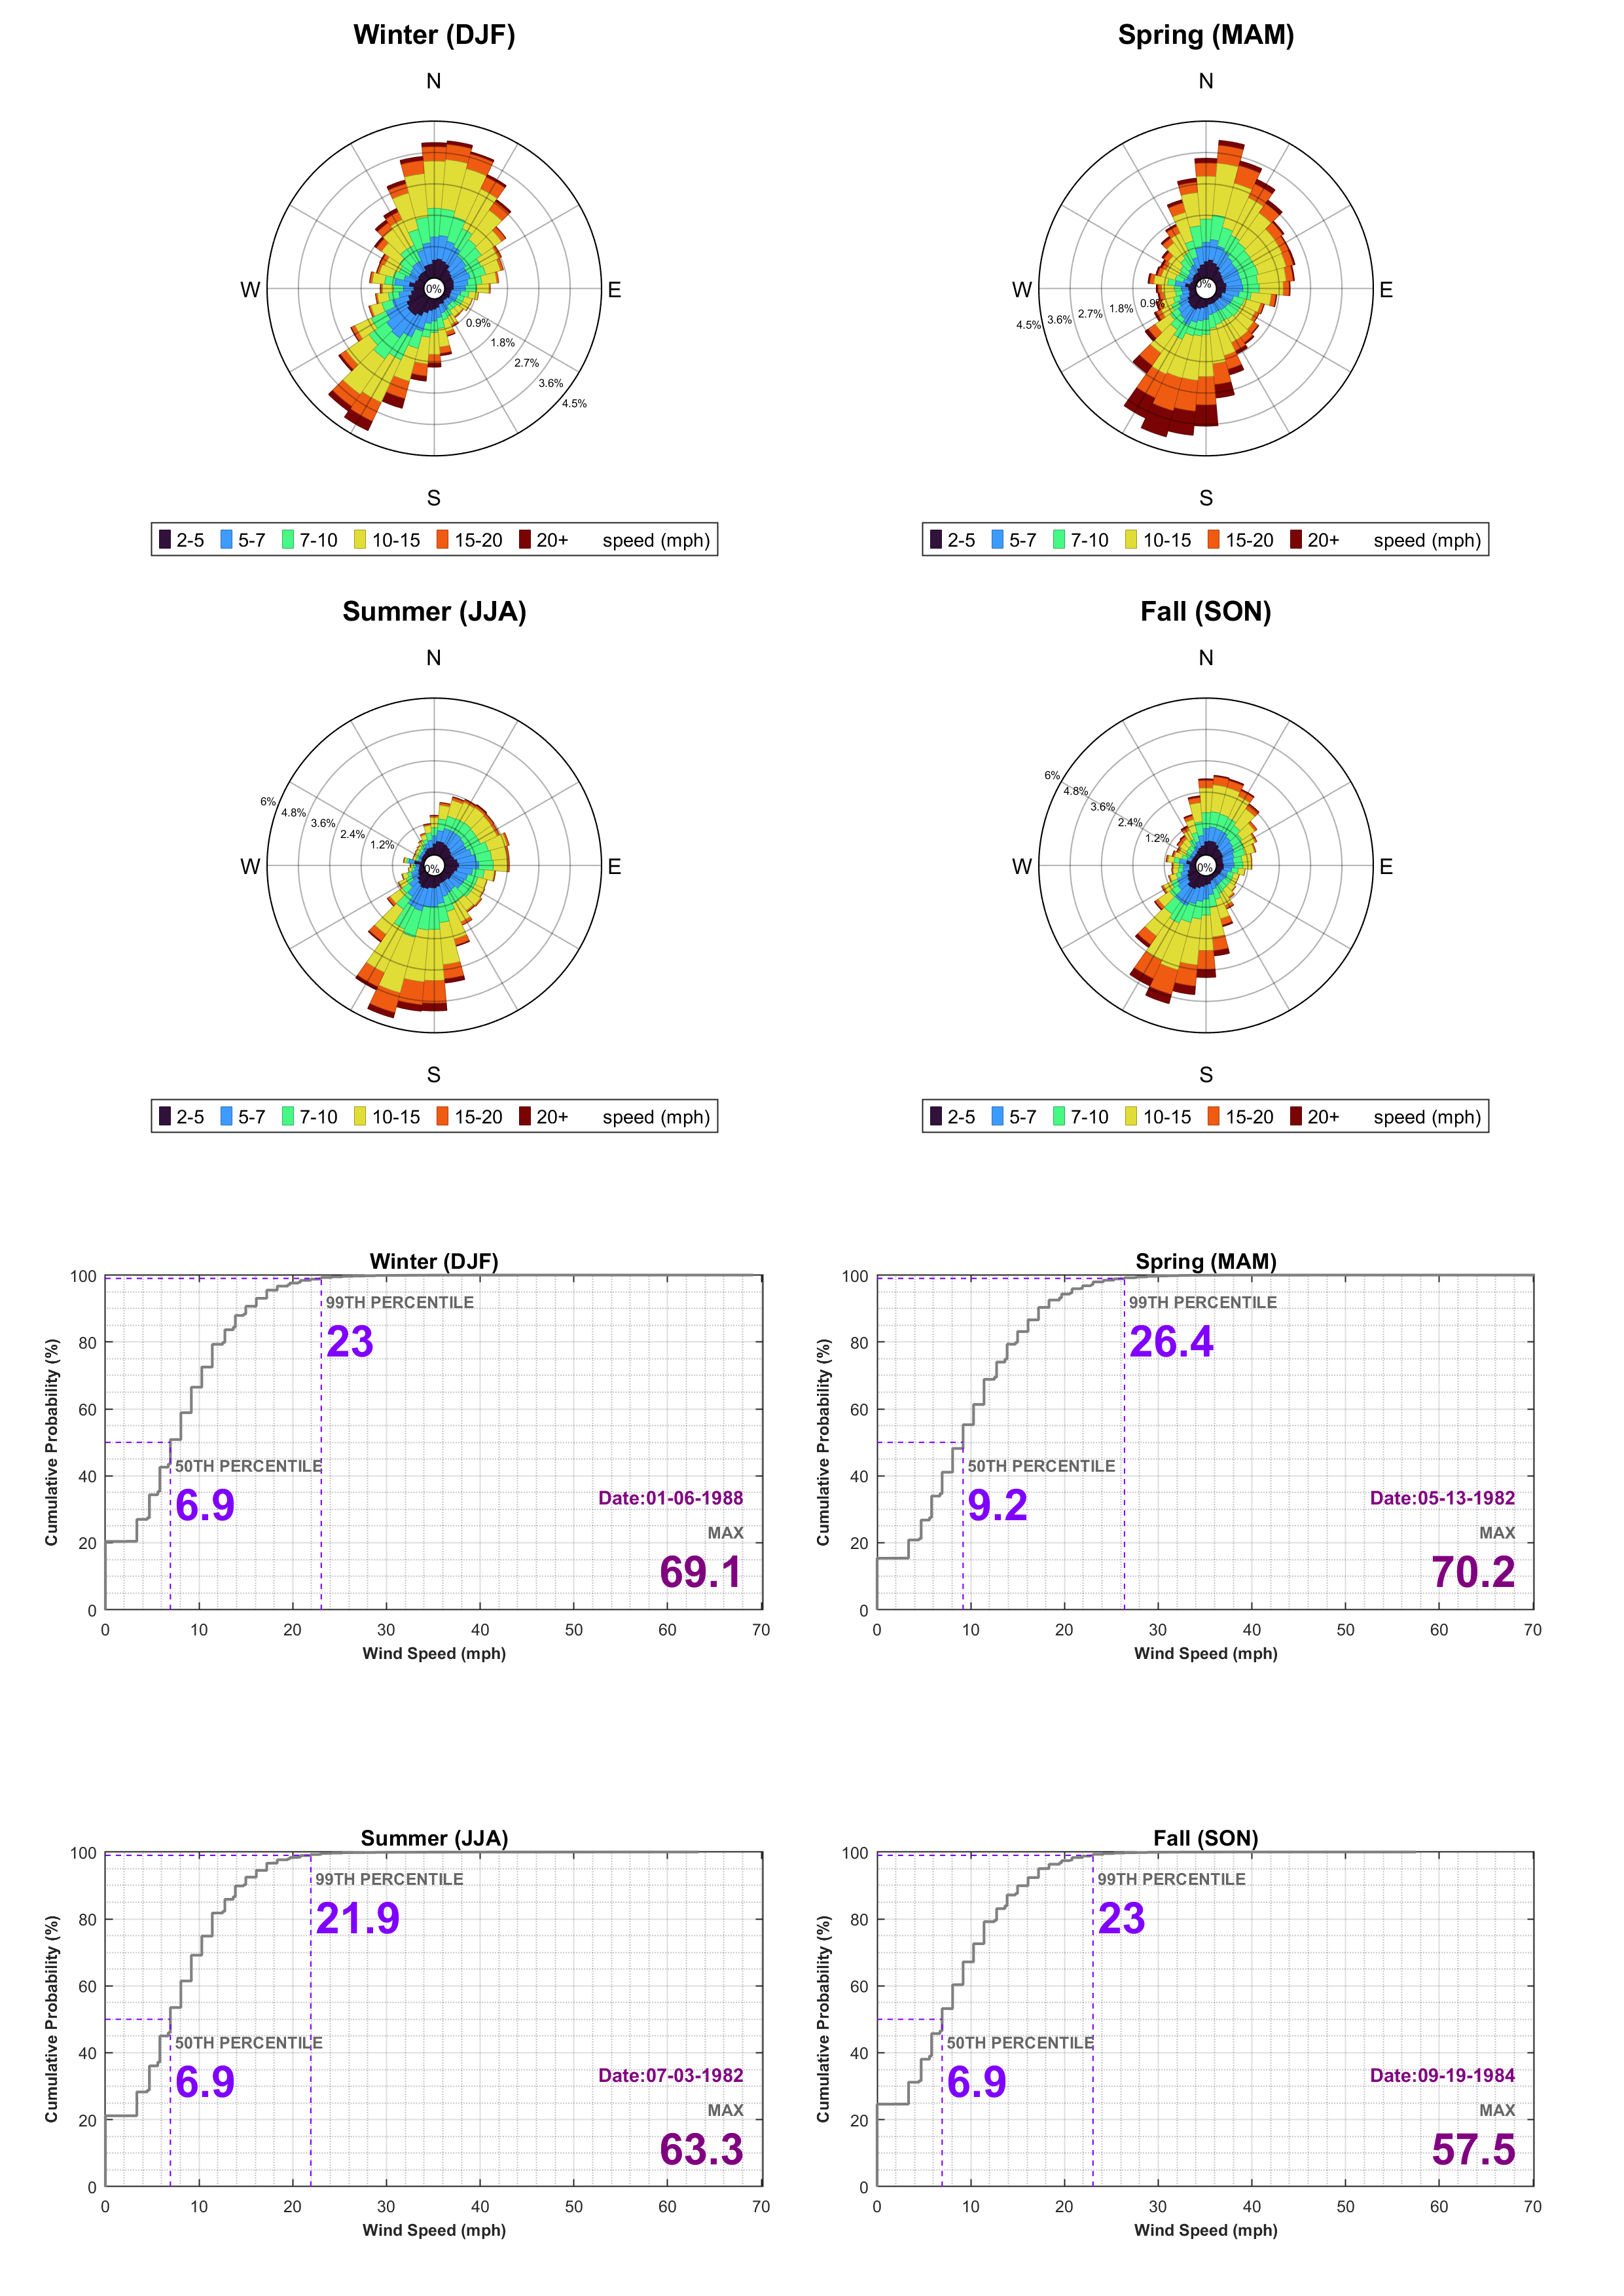 Winter (DJF)
N
W
E
0%
0.9%
1.8%
2.7%
3.6%
4.5%
S
2-5 5-7 7-10 10-15 15-20 20+ speed (mph)
Spring (MAM)
N
W
E
0%
0.9%
1.8%
2.7%
3.6%
4.5%
S
2-5 5-7 7-10 10-15 15-20 20+ speed (mph)
Summer (JJA)
N
6%
4.8%
3.6%
2.4%
1.2%
0%
W
E
S
2-5 5-7 7-10 10-15 15-20 20+ speed (mph)
Fall (SON)
N
6%
4.8%
3.6%
2.4%
1.2%
0%
W
E
S
2-5 5-7 7-10 10-15 15-20 20+ speed (mph)
Winter (DJF)
100
80
60
40
20
0
Cumulative Probability (%)
99TH PERCENTILE
23
50TH PERCENTILE
6.9
Date:01-06-1988
MAX
69.1
0 10 20 30 40 50 60 70
Wind Speed (mph)
Spring (MAM)
100
80
60
40
20
0
Cumulative Probability (%)
99TH PERCENTILE
26.4
50TH PERCENTILE
9.2
Date:05-13-1982
MAX
70.2
0 10 20 30 40 50 60 70
Wind Speed (mph)
Summer (JJA)
100
80
60
40
20
0
Cumulative Probability (%)
99TH PERCENTILE
21.9
50TH PERCENTILE
6.9
Date:07-03-1982
MAX
63.3
0 10 20 30 40 50 60 70
Wind Speed (mph)
Fall (SON)
100
80
60
40
20
0
Cumulative Probability (%)
99TH PERCENTILE
23
50TH PERCENTILE
6.9
Date:09-19-1984
MAX
57.5
0 10 20 30 40 50 60 70
Wind Speed (mph)